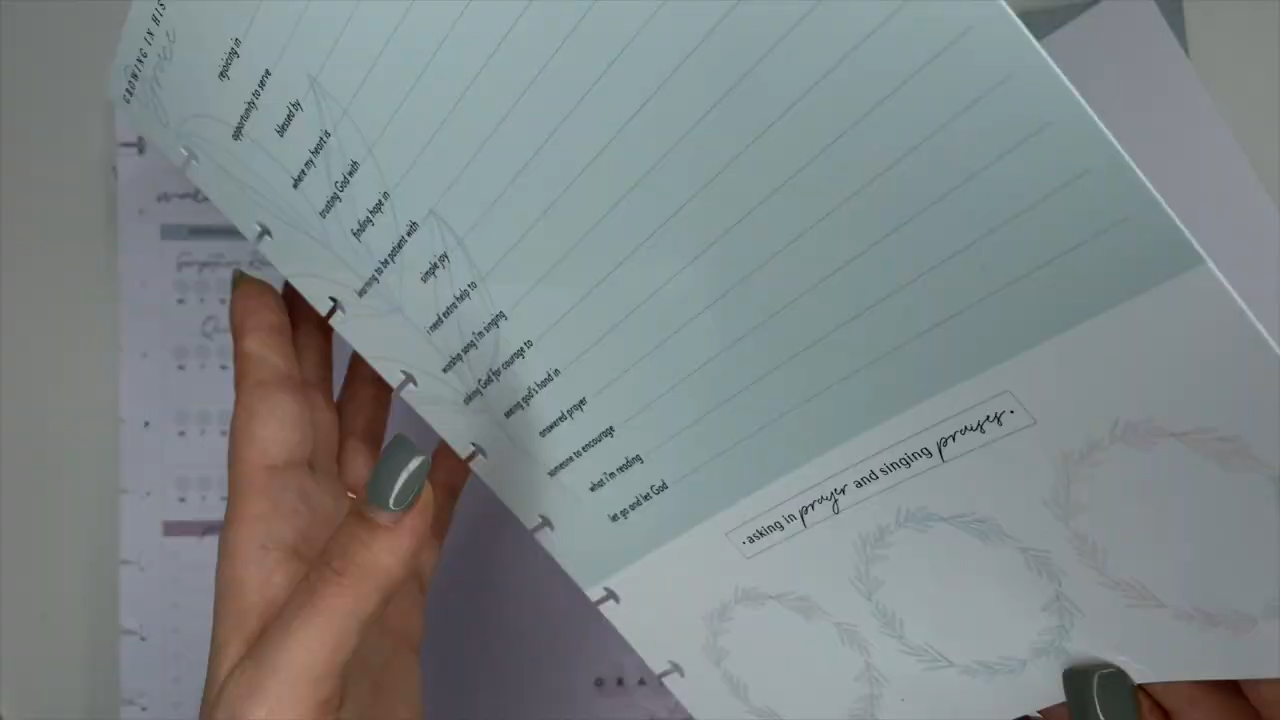 GROWING IN HIS
grace
rejoicing in
opportunity to serve
blessed by
where my heart is
trusting God with
finding hope in
learning to be patient with
simple joy
i need extra help to
worship song i'm singing
asking God for courage to
seeing god's hand in
answered prayer
someone to encourage
what i'm reading
let go and let God
•asking in prayer and singing praises•